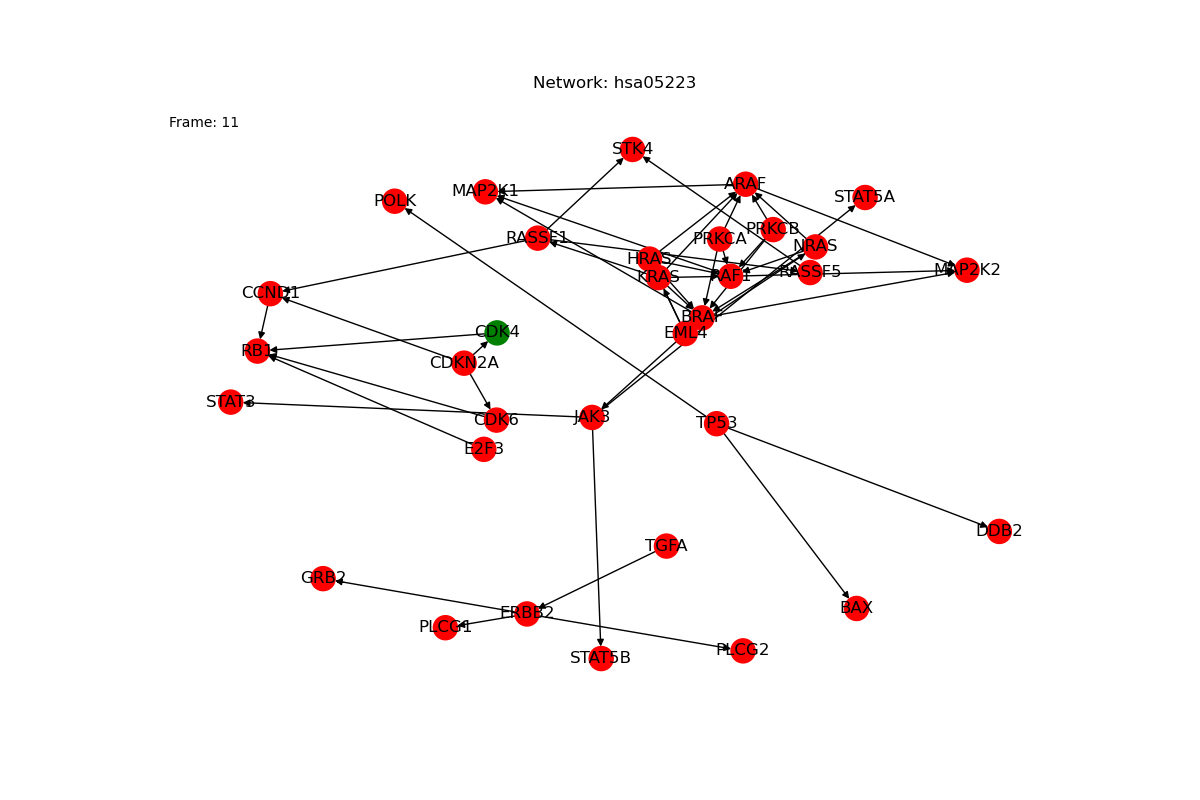 Network: hsa05223
Frame: 11
STK4
ARAF
MAP2K1
STAT5A
POLK
PRKCB
RASSF1
PRKCA
NRAS
HRAS
KRAS
RAF1
RASSF5
MAP2K2
CCND1
BRAF
EML4
CDK4
RB1
CDKN2A
STAT3
JAK3
CDK6
TP53
E2F3
DDB2
TGFA
GRB2
BAX
ERBB2
PLCG1
PLCG2
STAT5B